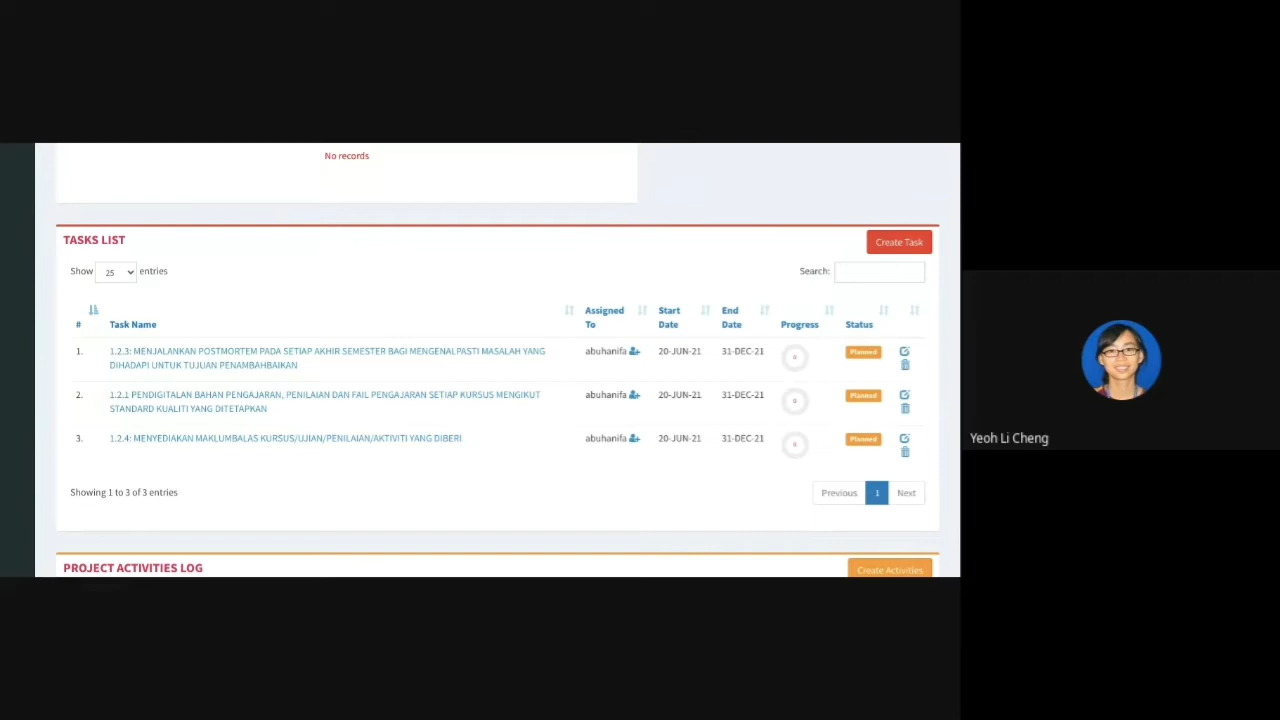 No records
TASKS LIST
Create Task
Show 25 entries
Search:
# Task Name Assigned To Start Date End Date Progress Status
1. 1.2.3: MENJALANKAN POSTMORTEM PADA SETIAP AKHIR SEMESTER BAGI MENGENALPASTI MASALAH YANG abuhanifa 20-JUN-21 31-DEC-21 0 Planned
DIHADAPI UNTUK TUJUAN PENAMBAHBAIKAN
2. 1.2.1 PENDIGITALAN BAHAN PENGAJARAN, PENILAIAN DAN FAIL PENGAJARAN SETIAP KURSUS MENGIKUT abuhanifa 20-JUN-21 31-DEC-21 0 Planned
STANDARD KUALITI YANG DITETAPKAN
3. 1.2.4: MENYEDIAKAN MAKLUMBALAS KURSUS/UJIAN/PENILAIAN/AKTIVITI YANG DIBERI abuhanifa 20-JUN-21 31-DEC-21 0 Planned
Showing 1 to 3 of 3 entries
Previous 1 Next
PROJECT ACTIVITIES LOG
Create Activities
Yeoh Li Cheng